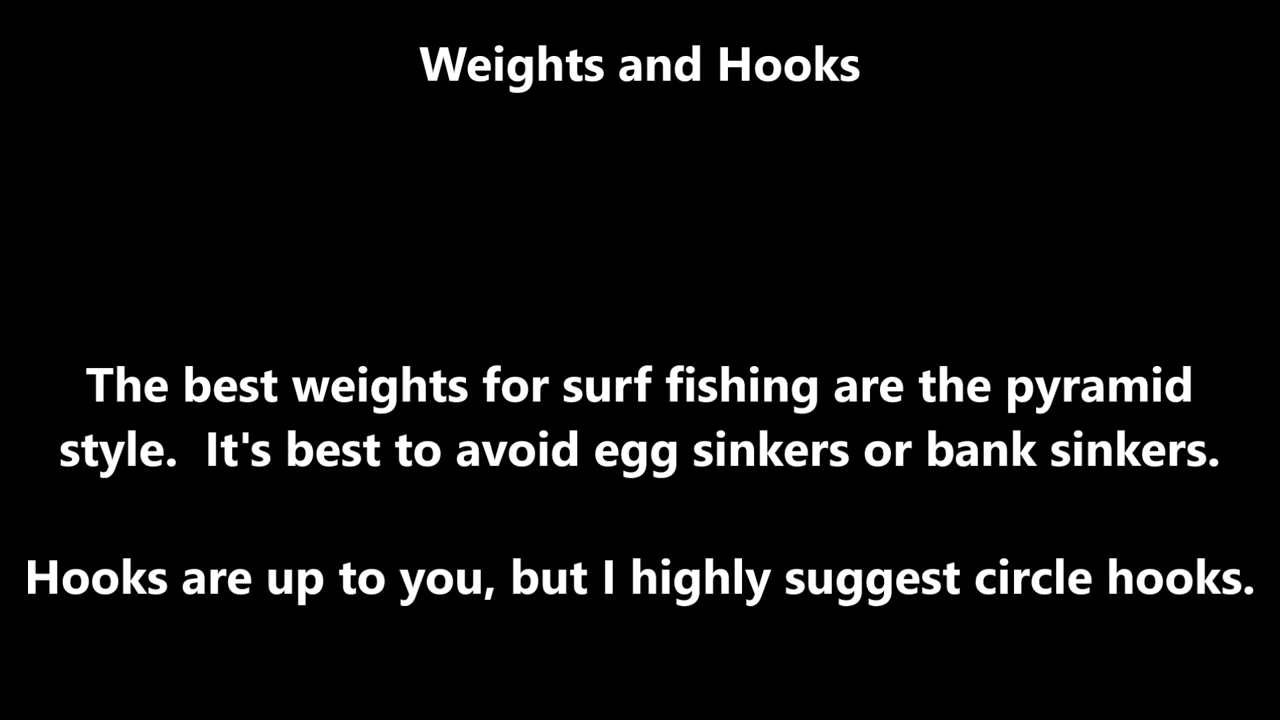 Weights and Hooks
The best weights for surf fishing are the pyramid
style.  It's best to avoid egg sinkers or bank sinkers.
Hooks are up to you, but I highly suggest circle hooks.